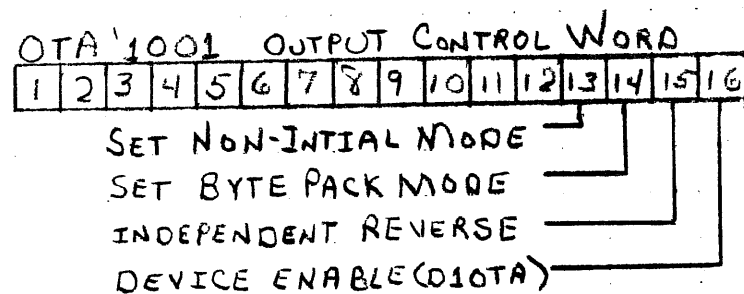 OTA '1001 OUTPUT CONTROL WORD
1 2 3 4 5 6 7 8 9 10 11 12 13 14 15 16
SET NON-INTIAL MODE
SET BYTE PACK MODE
INDEPENDENT REVERSE
DEVICE ENABLE (D1OTA)